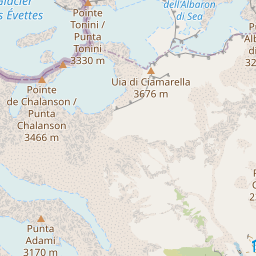 Glacier
s Évettes
Pointe
Tonini /
Punta
Tonini
3330 m
dell'Albaron
di Sea
Uia di Ciamarella
3676 m
Pointe
de Chalanson /
Punta
Chalanson
3466 m
Punta
Adami
3170 m